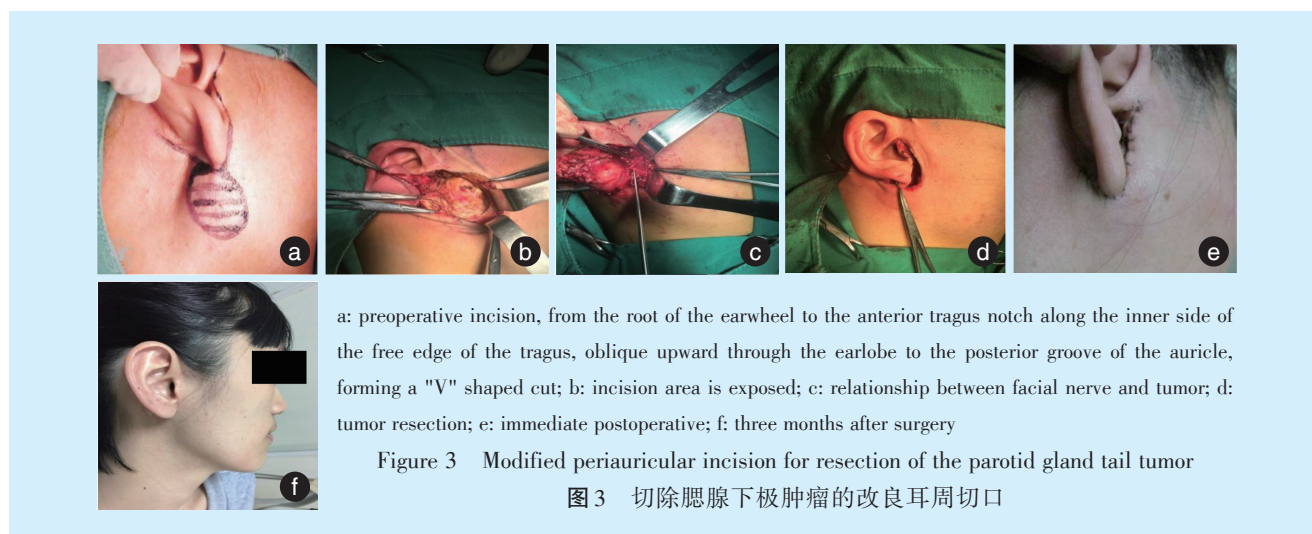 a
b
c
d
e
f
a: preoperative incision, from the root of the earwheel to the anterior tragus notch along the inner side of
the free edge of the tragus, oblique upward through the earlobe to the posterior groove of the auricle,
forming a "V" shaped cut; b: incision area is exposed; c: relationship between facial nerve and tumor; d:
tumor resection; e: immediate postoperative; f: three months after surgery
Figure 3 Modified periauricular incision for resection of the parotid gland tail tumor
图3 切除腮腺下极肿瘤的改良耳周切口